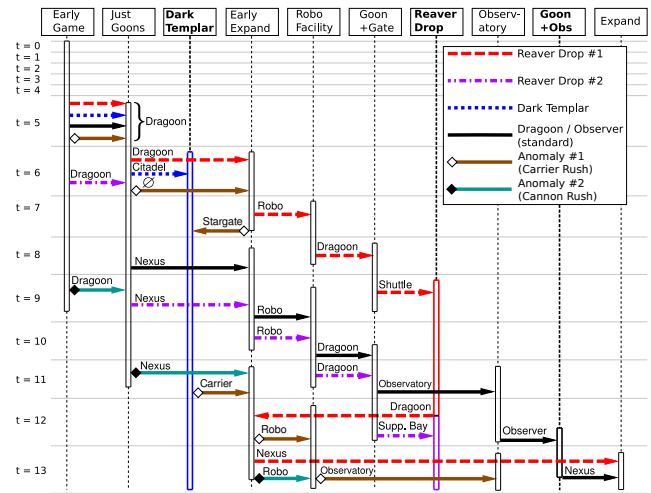 Early Game
Just Goons
Dark Templar
Early Expand
Robo Facility
Goon +Gate
Reaver Drop
Observ- atory
Goon +Obs
Expand
t = 0
t = 1
t = 2
t = 3
t = 4
t = 5
t = 6
t = 7
t = 8
t = 9
t = 10
t = 11
t = 12
t = 13
Reaver Drop #1
Reaver Drop #2
Dark Templar
Dragoon / Observer
(standard)
Anomaly #1
(Carrier Rush)
Anomaly #2
(Cannon Rush)
Dragoon
Dragoon
Citadel
∅
Dragoon
Robo
Stargate
Dragoon
Nexus
Dragoon
Shuttle
Nexus
Robo
Robo
Dragoon
Nexus
Dragoon
Carrier
Observatory
Dragoon
Robo
Supp. Bay
Observer
Nexus
Robo
Observatory
Nexus